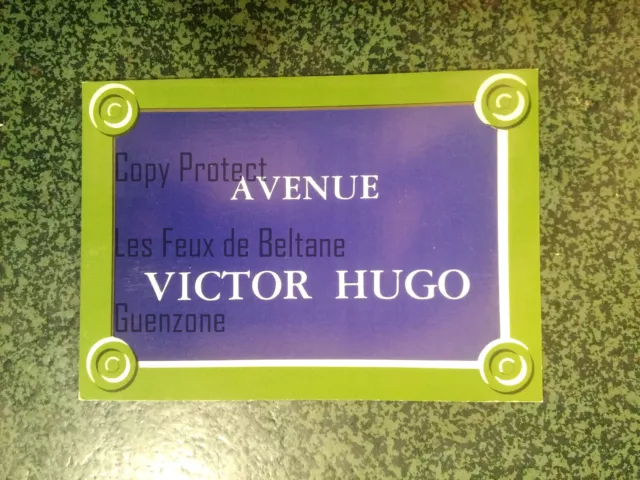 Copy Protect
AVENUE
Les Feux de Beltane
VICTOR HUGO
Guenzone